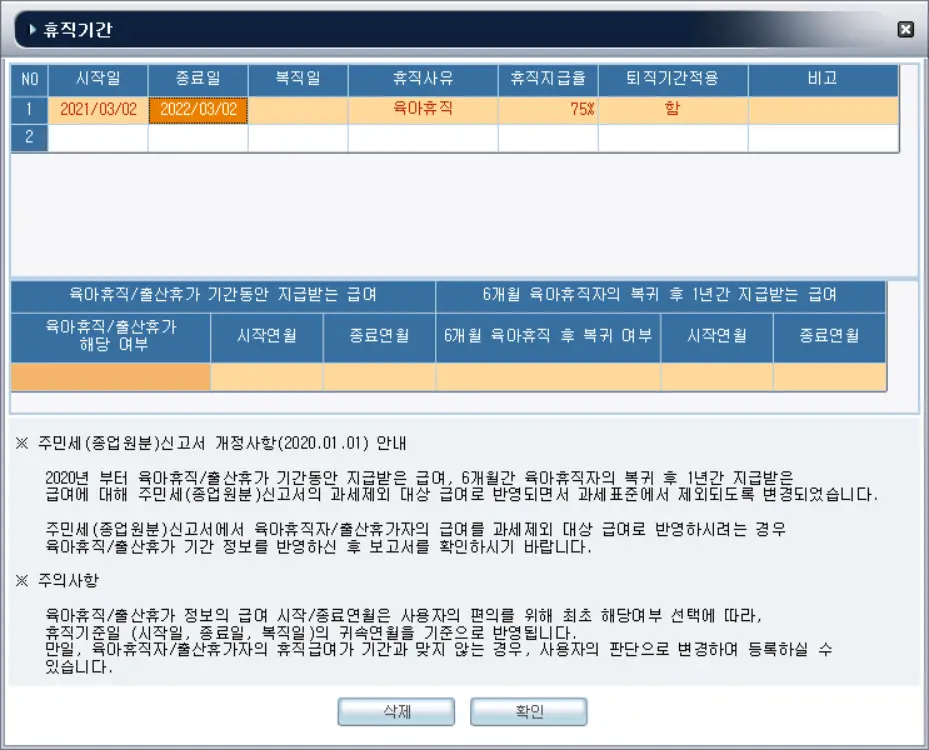 휴직기간
NO 시작일 종료일 복직일 휴직사유 휴직지급율 퇴직기간적용 비고
1 2021/03/02 2022/03/02 육아휴직 75% 함
2
육아휴직/출산휴가 기간동안 지급받는 급여 6개월 육아휴직자의 복귀 후 1년간 지급받는 급여
육아휴직/출산휴가
해당 여부 시작연월 종료연월 6개월 육아휴직 후 복귀 여부 시작연월 종료연월
※ 주민세(종업원분)신고서 개정사항(2020.01.01) 안내
2020년 부터 육아휴직/출산휴가 기간동안 지급받은 급여, 6개월간 육아휴직자의 복귀 후 1년간 지급받은
급여에 대해 주민세(종업원분)신고서의 과세제외 대상 급여로 반영되면서 과세표준에서 제외되도록 변경되었습니다.
주민세(종업원분)신고서에서 육아휴직자/출산휴가자의 급여를 과세제외 대상 급여로 반영하시려는 경우
육아휴직/출산휴가 기간 정보를 반영하신 후 보고서를 확인하시기 바랍니다.
※ 주의사항
육아휴직/출산휴가 정보의 급여 시작/종료연월은 사용자의 편의를 위해 최초 해당여부 선택에 따라,
휴직기준일 (시작일, 종료일, 복직일)의 귀속연월을 기준으로 반영됩니다.
만일, 육아휴직자/출산휴가자의 휴직급여가 기간과 맞지 않는 경우, 사용자의 판단으로 변경하여 등록하실 수
있습니다.
삭제 확인